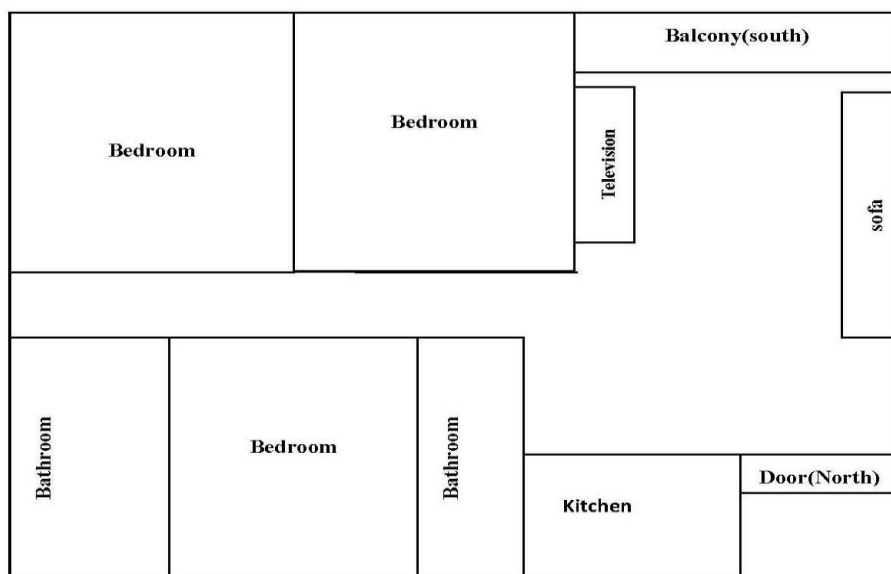 Balcony(south)
Bedroom
Bedroom
Television
sofa
Bathroom
Bedroom
Bathroom
Kitchen
Door(North)